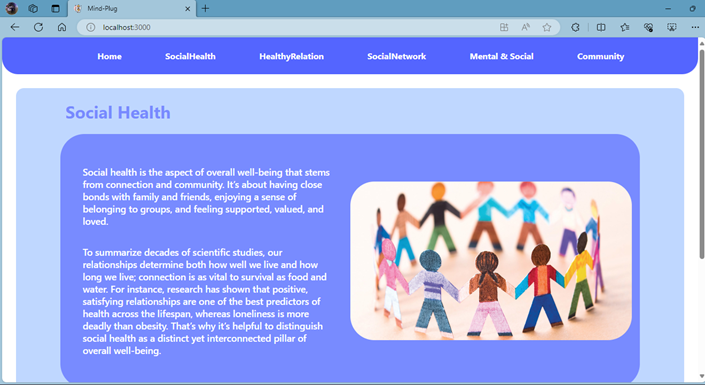 Mind-Plug
localhost:3000
Home SocialHealth HealthyRelation SocialNetwork Mental & Social Community
Social Health
Social health is the aspect of overall well-being that stems
from connection and community. It's about having close
bonds with family and friends, enjoying a sense of
belonging to groups, and feeling supported, valued, and
loved.
To summarize decades of scientific studies, our
relationships determine both how well we live and how
long we live; connection is as vital to survival as food and
water. For instance, research has shown that positive,
satisfying relationships are one of the best predictors of
health across the lifespan, whereas loneliness is more
deadly than obesity. That's why it's helpful to distinguish
social health as a distinct yet interconnected pillar of
overall well-being.